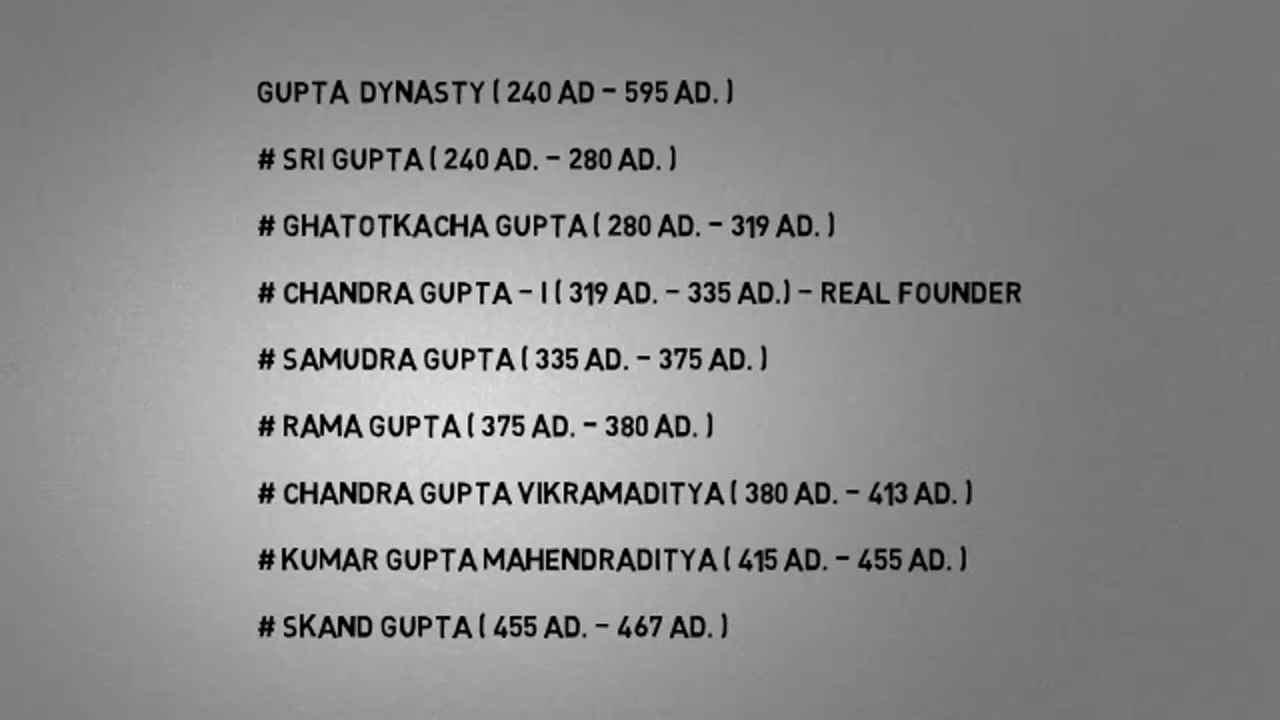 GUPTA DYNASTY ( 240 AD - 595 AD. )
# SRI GUPTA ( 240 AD. - 280 AD. )
# GHATOTKACHA GUPTA ( 280 AD. - 319 AD. )
# CHANDRA GUPTA - I ( 319 AD. - 335 AD.) - REAL FOUNDER
# SAMUDRA GUPTA ( 335 AD. - 375 AD. )
# RAMA GUPTA ( 375 AD. - 380 AD. )
# CHANDRA GUPTA VIKRAMADITYA ( 380 AD. - 413 AD. )
# KUMAR GUPTA MAHENDRADITYA ( 415 AD. - 455 AD. )
# SKAND GUPTA ( 455 AD. - 467 AD. )